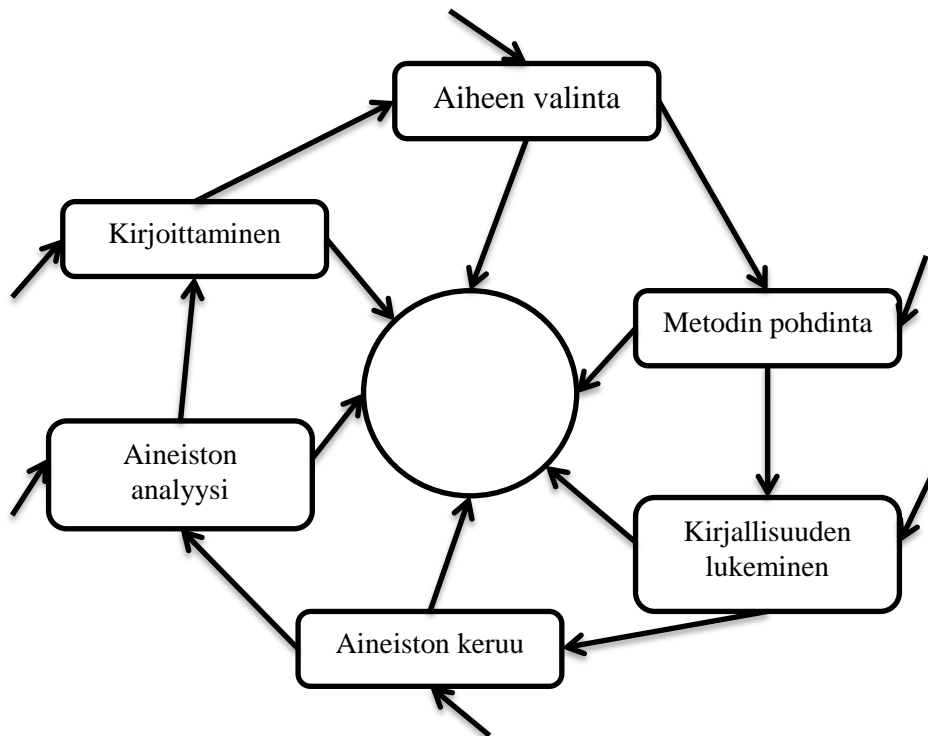 Aiheen valinta
Kirjoittaminen
Metodin pohdinta
Aineiston
analyysi
Kirjallisuuden
lukeminen
Aineiston keruu